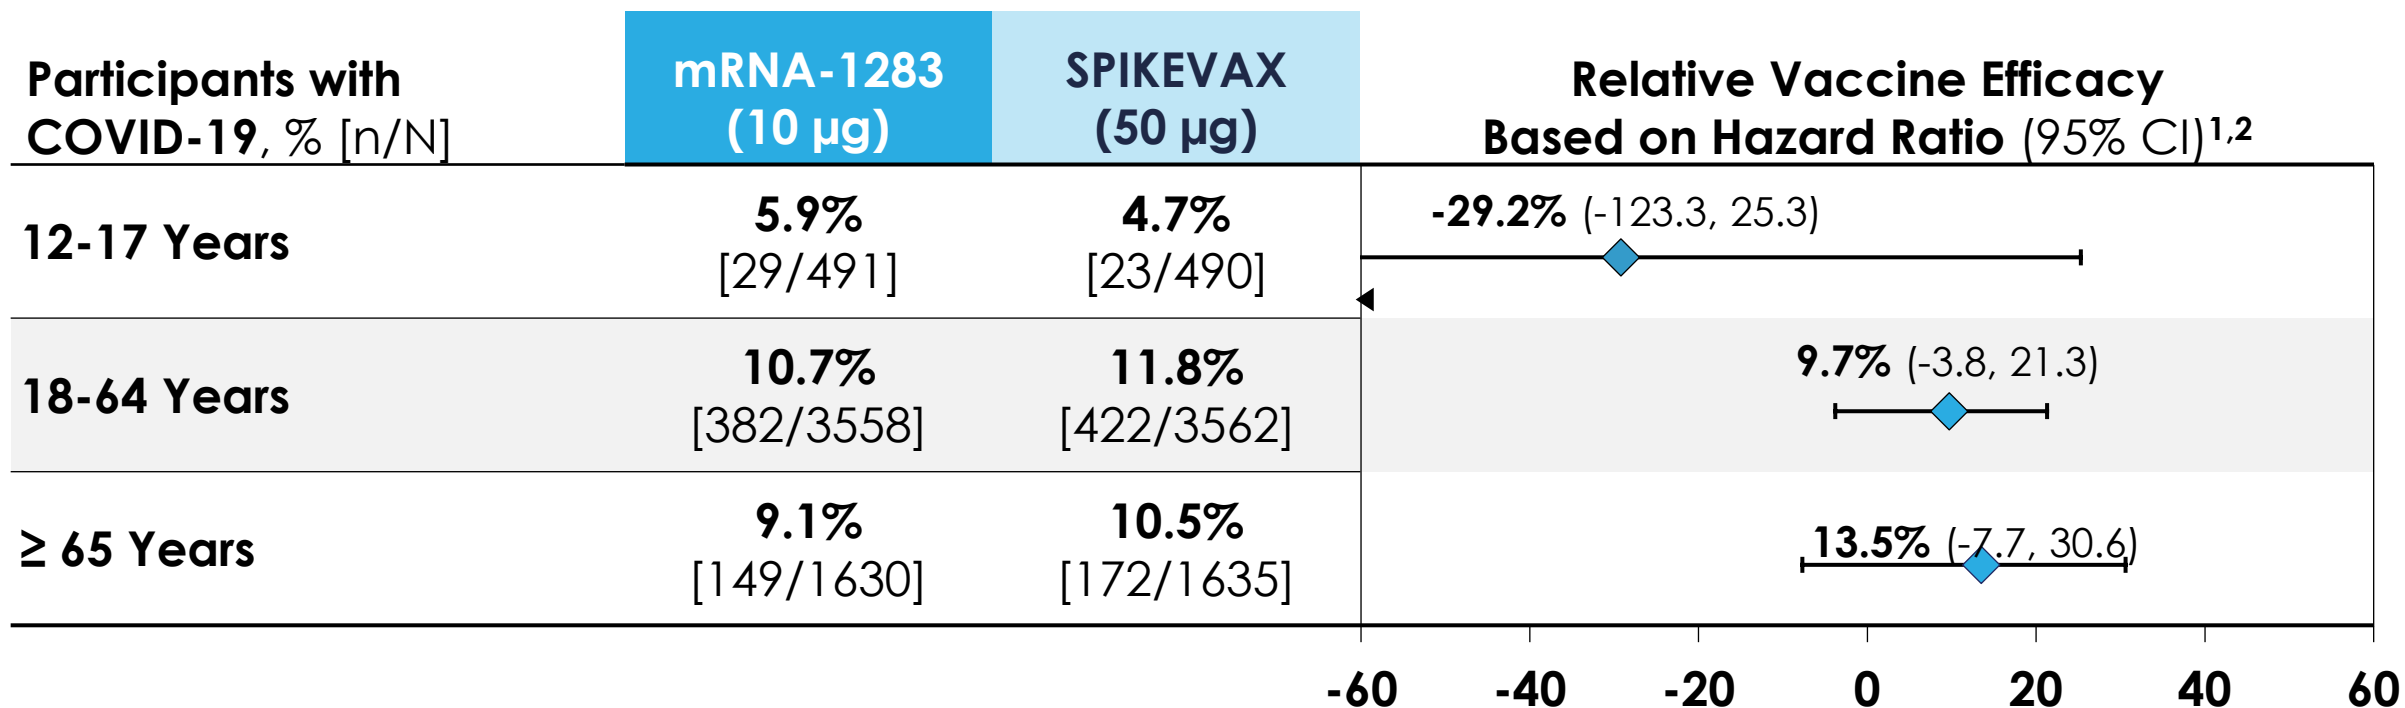 Participants with
COVID-19, % [n/N]
mRNA-1283
(10 µg)
SPIKEVAX
(50 µg)
Relative Vaccine Efficacy
Based on Hazard Ratio (95% CI)1,2
12-17 Years
5.9%
[29/491]
4.7%
[23/490]
-29.2% (-123.3, 25.3)
18-64 Years
10.7%
[382/3558]
11.8%
[422/3562]
9.7% (-3.8, 21.3)
≥ 65 Years
9.1%
[149/1630]
10.5%
[172/1635]
13.5% (-7.7, 30.6)
-60 -40 -20 0 20 40 60